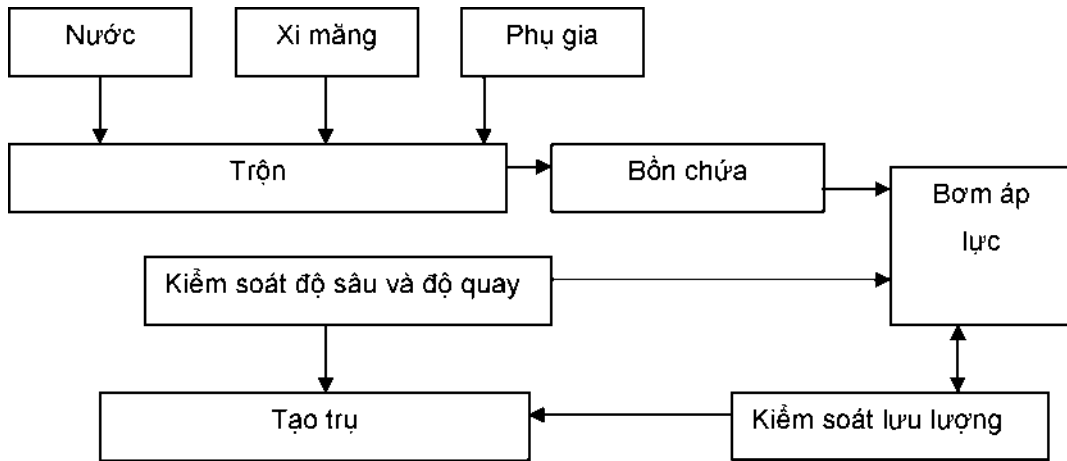 Nước
Xi măng
Phụ gia
Trộn
Bồn chứa
Bơm áp
lực
Kiểm soát độ sâu và độ quay
Tạo trụ
Kiểm soát lưu lượng